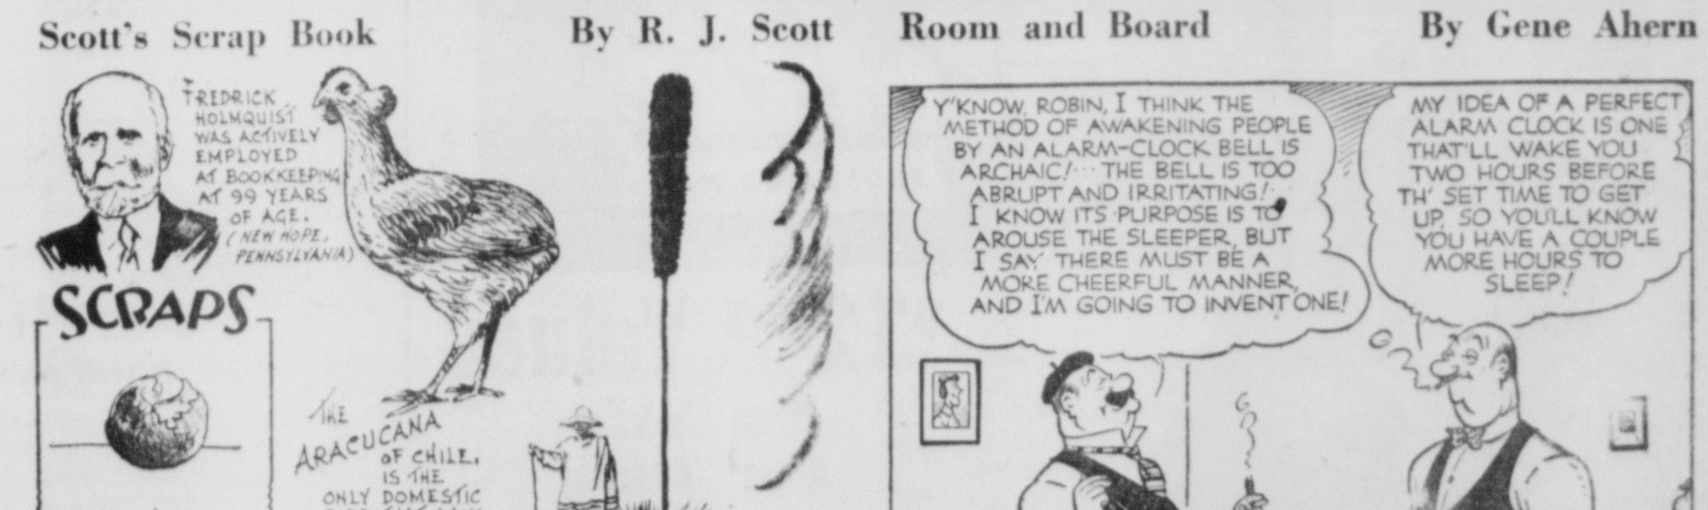 Scott's Scrap Book
By R. J. Scott
FREDRICK
HOLMQUIST
WAS ACTIVELY
EMPLOYED
AT BOOKKEEPING
AT 99 YEARS
OF AGE.
(NEW HOPE,
PENNSYLVANIA)
SCRAPS
THE
ARACUCANA
OF CHILE,
IS THE
ONLY DOMESTIC
Room and Board
By Gene Ahern
Y'KNOW, ROBIN, I THINK THE
METHOD OF AWAKENING PEOPLE
BY AN ALARM-CLOCK BELL IS
ARCHAIC!... THE BELL IS TOO
ABRUPT AND IRRITATING!
I KNOW ITS PURPOSE IS TO
AROUSE THE SLEEPER, BUT
I SAY THERE MUST BE A
MORE CHEERFUL MANNER,
AND I'M GOING TO INVENT ONE!
MY IDEA OF A PERFECT
ALARM CLOCK IS ONE
THAT'LL WAKE YOU
TWO HOURS BEFORE
TH' SET TIME TO GET
UP, SO YOU'LL KNOW
YOU HAVE A COUPLE
MORE HOURS TO
SLEEP!